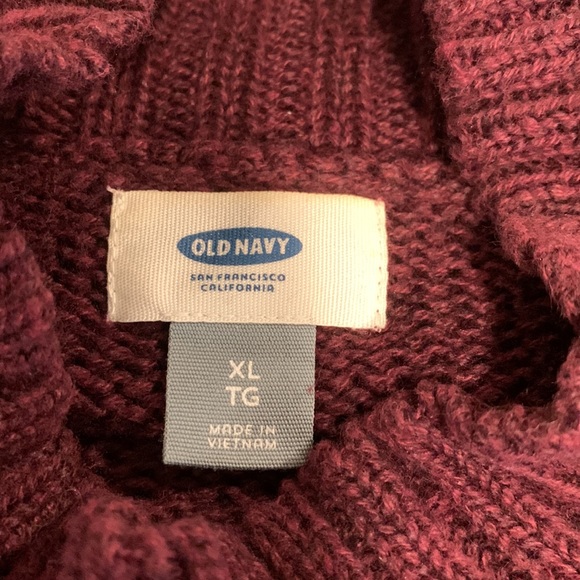 OLD NAVY
SAN FRANCISCO
CALIFORNIA
XL
TG
MADE IN
VIETNAM